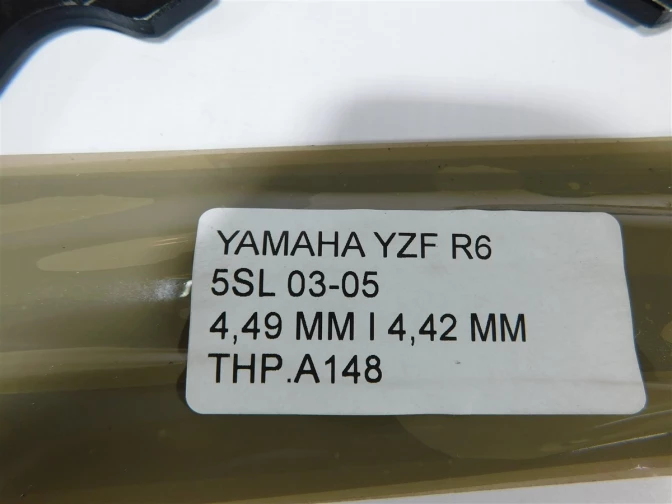 YAMAHA YZF R6
5SL 03-05
4,49 MM I 4,42 MM
THP.A148